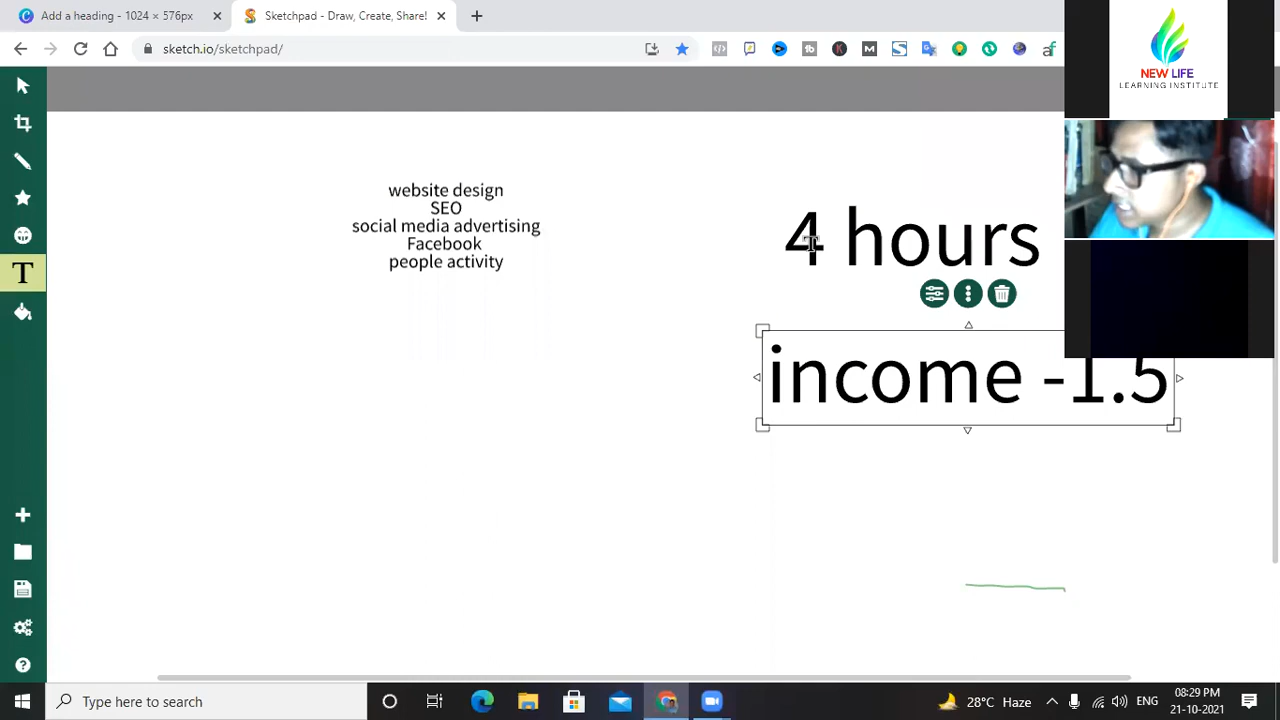 Add a heading - 1024 × 576px
Sketchpad - Draw, Create, Share!
sketch.io/sketchpad/
NEW LIFE
LEARNING INSTITUTE
website design
SEO
social media advertising
Facebook
people activity
4 hours
income -1.5
T
Type here to search
28°C Haze
ENG
08:29 PM
21-10-2021